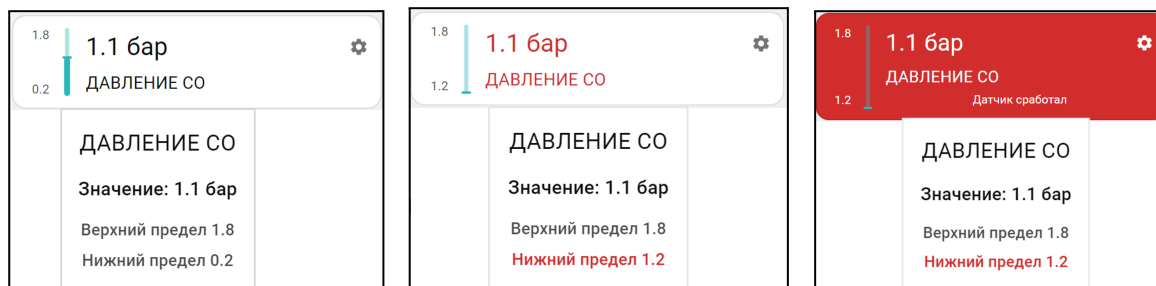 1.8
1.1 бар
0.2
ДАВЛЕНИЕ СО
ДАВЛЕНИЕ СО
Значение: 1.1 бар
Верхний предел 1.8
Нижний предел 0.2
1.8
1.1 бар
1.2
ДАВЛЕНИЕ СО
ДАВЛЕНИЕ СО
Значение: 1.1 бар
Верхний предел 1.8
Нижний предел 1.2
1.8
1.1 бар
ДАВЛЕНИЕ СО
1.2
Датчик сработал
ДАВЛЕНИЕ СО
Значение: 1.1 бар
Верхний предел 1.8
Нижний предел 1.2